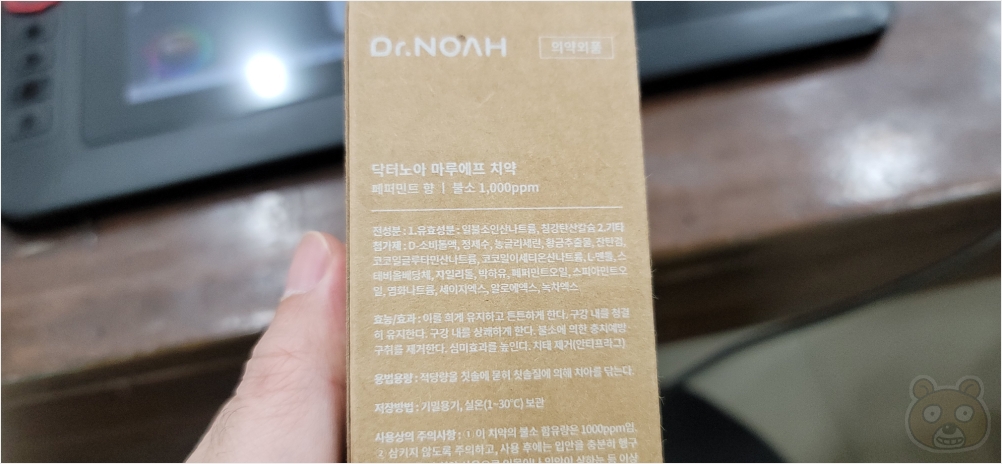 Dr.NOAH
의약외품
닥터노아 마루에프 치약
페퍼민트 향 | 불소 1,000ppm
전성분 : 1.유효성분 : 일불소인산나트륨, 침강탄산칼슘 2.기타
첨가제 : D-소비톨액, 정제수, 농글리세린, 황금추출물, 잔탄검,
코코일글루타민산나트륨, 코코일이세티온산나트륨, L-멘톨, 스
테비올배당체, 자일리톨, 박하유, 페퍼민트오일, 스피아민트오
일, 염화나트륨, 세이지엑스, 알로에엑스, 녹차엑스
효능/효과 : 이를 희게 유지하고 튼튼하게 한다. 구강 내를 청결
히 유지한다. 구강 내를 상쾌하게 한다. 불소에 의한 충치예방·
구취를 제거한다. 심미효과를 높인다. 치태 제거(안티프라그)
용법용량 : 적당량을 칫솔에 묻혀 칫솔질에 의해 치아를 닦는다.
저장방법 : 기밀용기, 실온(1~30℃) 보관
사용상의 주의사항 : ① 이 치약의 불소 함유량은 1000ppm임.
② 삼키지 않도록 주의하고, 사용 후에는 입안을 충분히 헹구